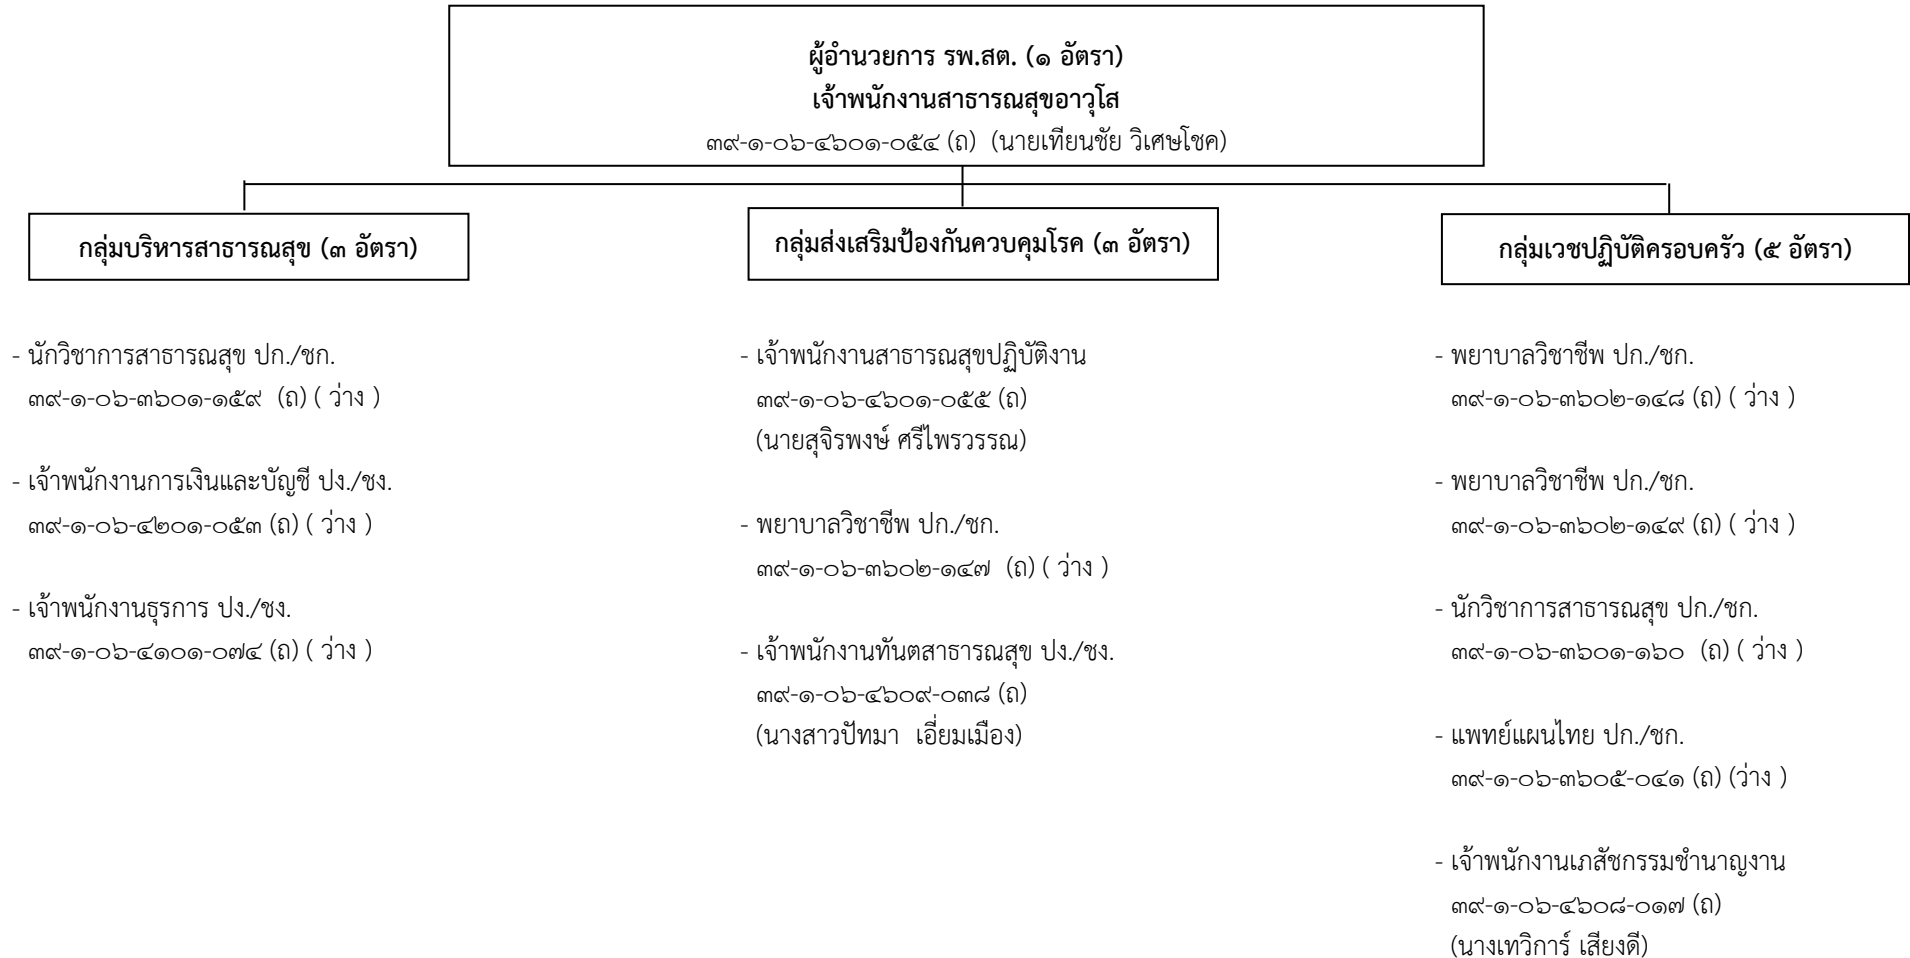 ผู้อำนวยการ รพ.สต. (๑ อัตรา)
เจ้าพนักงานสาธารณสุขอาวุโส
๓๙-๑-๐๖-๔๖๐๑-๐๕๔ (ถ) (นายเทียนชัย วิเศษโชค)
กลุ่มบริหารสาธารณสุข (๓ อัตรา)
- นักวิชาการสาธารณสุข ปก./ชก.
๓๙-๑-๐๖-๓๖๐๑-๑๕๙ (ถ) ( ว่าง )
- เจ้าพนักงานการเงินและบัญชี ปง./ชง.
๓๙-๑-๐๖-๔๒๐๑-๐๕๓ (ถ) ( ว่าง )
- เจ้าพนักงานธุรการ ปง./ชง.
๓๙-๑-๐๖-๔๑๐๑-๐๗๔ (ถ) ( ว่าง )
กลุ่มส่งเสริมป้องกันควบคุมโรค (๓ อัตรา)
- เจ้าพนักงานสาธารณสุขปฏิบัติงาน
๓๙-๑-๐๖-๔๖๐๑-๐๕๕ (ถ)
(นายสุจิรพงษ์ ศรีไพรวรรณ)
- พยาบาลวิชาชีพ ปก./ชก.
๓๙-๑-๐๖-๓๖๐๒-๑๔๗ (ถ) ( ว่าง )
- เจ้าพนักงานทันตสาธารณสุข ปง./ชง.
๓๙-๑-๐๖-๔๖๐๙-๐๓๘ (ถ)
(นางสาวปัทมา เอี่ยมเมือง)
กลุ่มเวชปฏิบัติครอบครัว (๕ อัตรา)
- พยาบาลวิชาชีพ ปก./ชก.
๓๙-๑-๐๖-๓๖๐๒-๑๔๘ (ถ) ( ว่าง )
- พยาบาลวิชาชีพ ปก./ชก.
๓๙-๑-๐๖-๓๖๐๒-๑๔๙ (ถ) ( ว่าง )
- นักวิชาการสาธารณสุข ปก./ชก.
๓๙-๑-๐๖-๓๖๐๑-๑๖๐ (ถ) ( ว่าง )
- แพทย์แผนไทย ปก./ชก.
๓๙-๑-๐๖-๓๖๐๕-๐๔๑ (ถ) (ว่าง )
- เจ้าพนักงานเภสัชกรรมชำนาญงาน
๓๙-๑-๐๖-๔๖๐๘-๐๑๗ (ถ)
(นางเทวิการ์ เสียงดี)